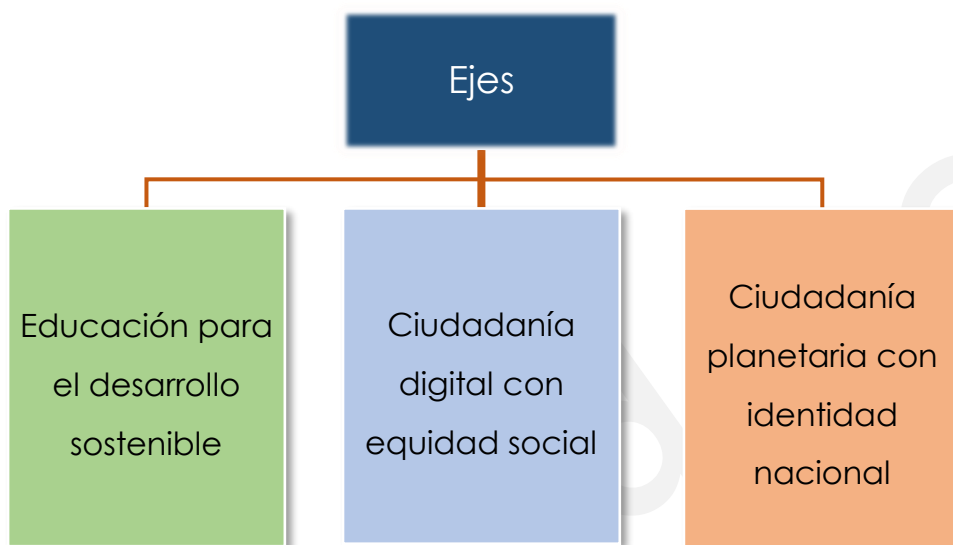 Ejes
Educación para
el desarrollo
sostenible
Ciudadanía
digital con
equidad social
Ciudadanía
planetaria con
identidad
nacional